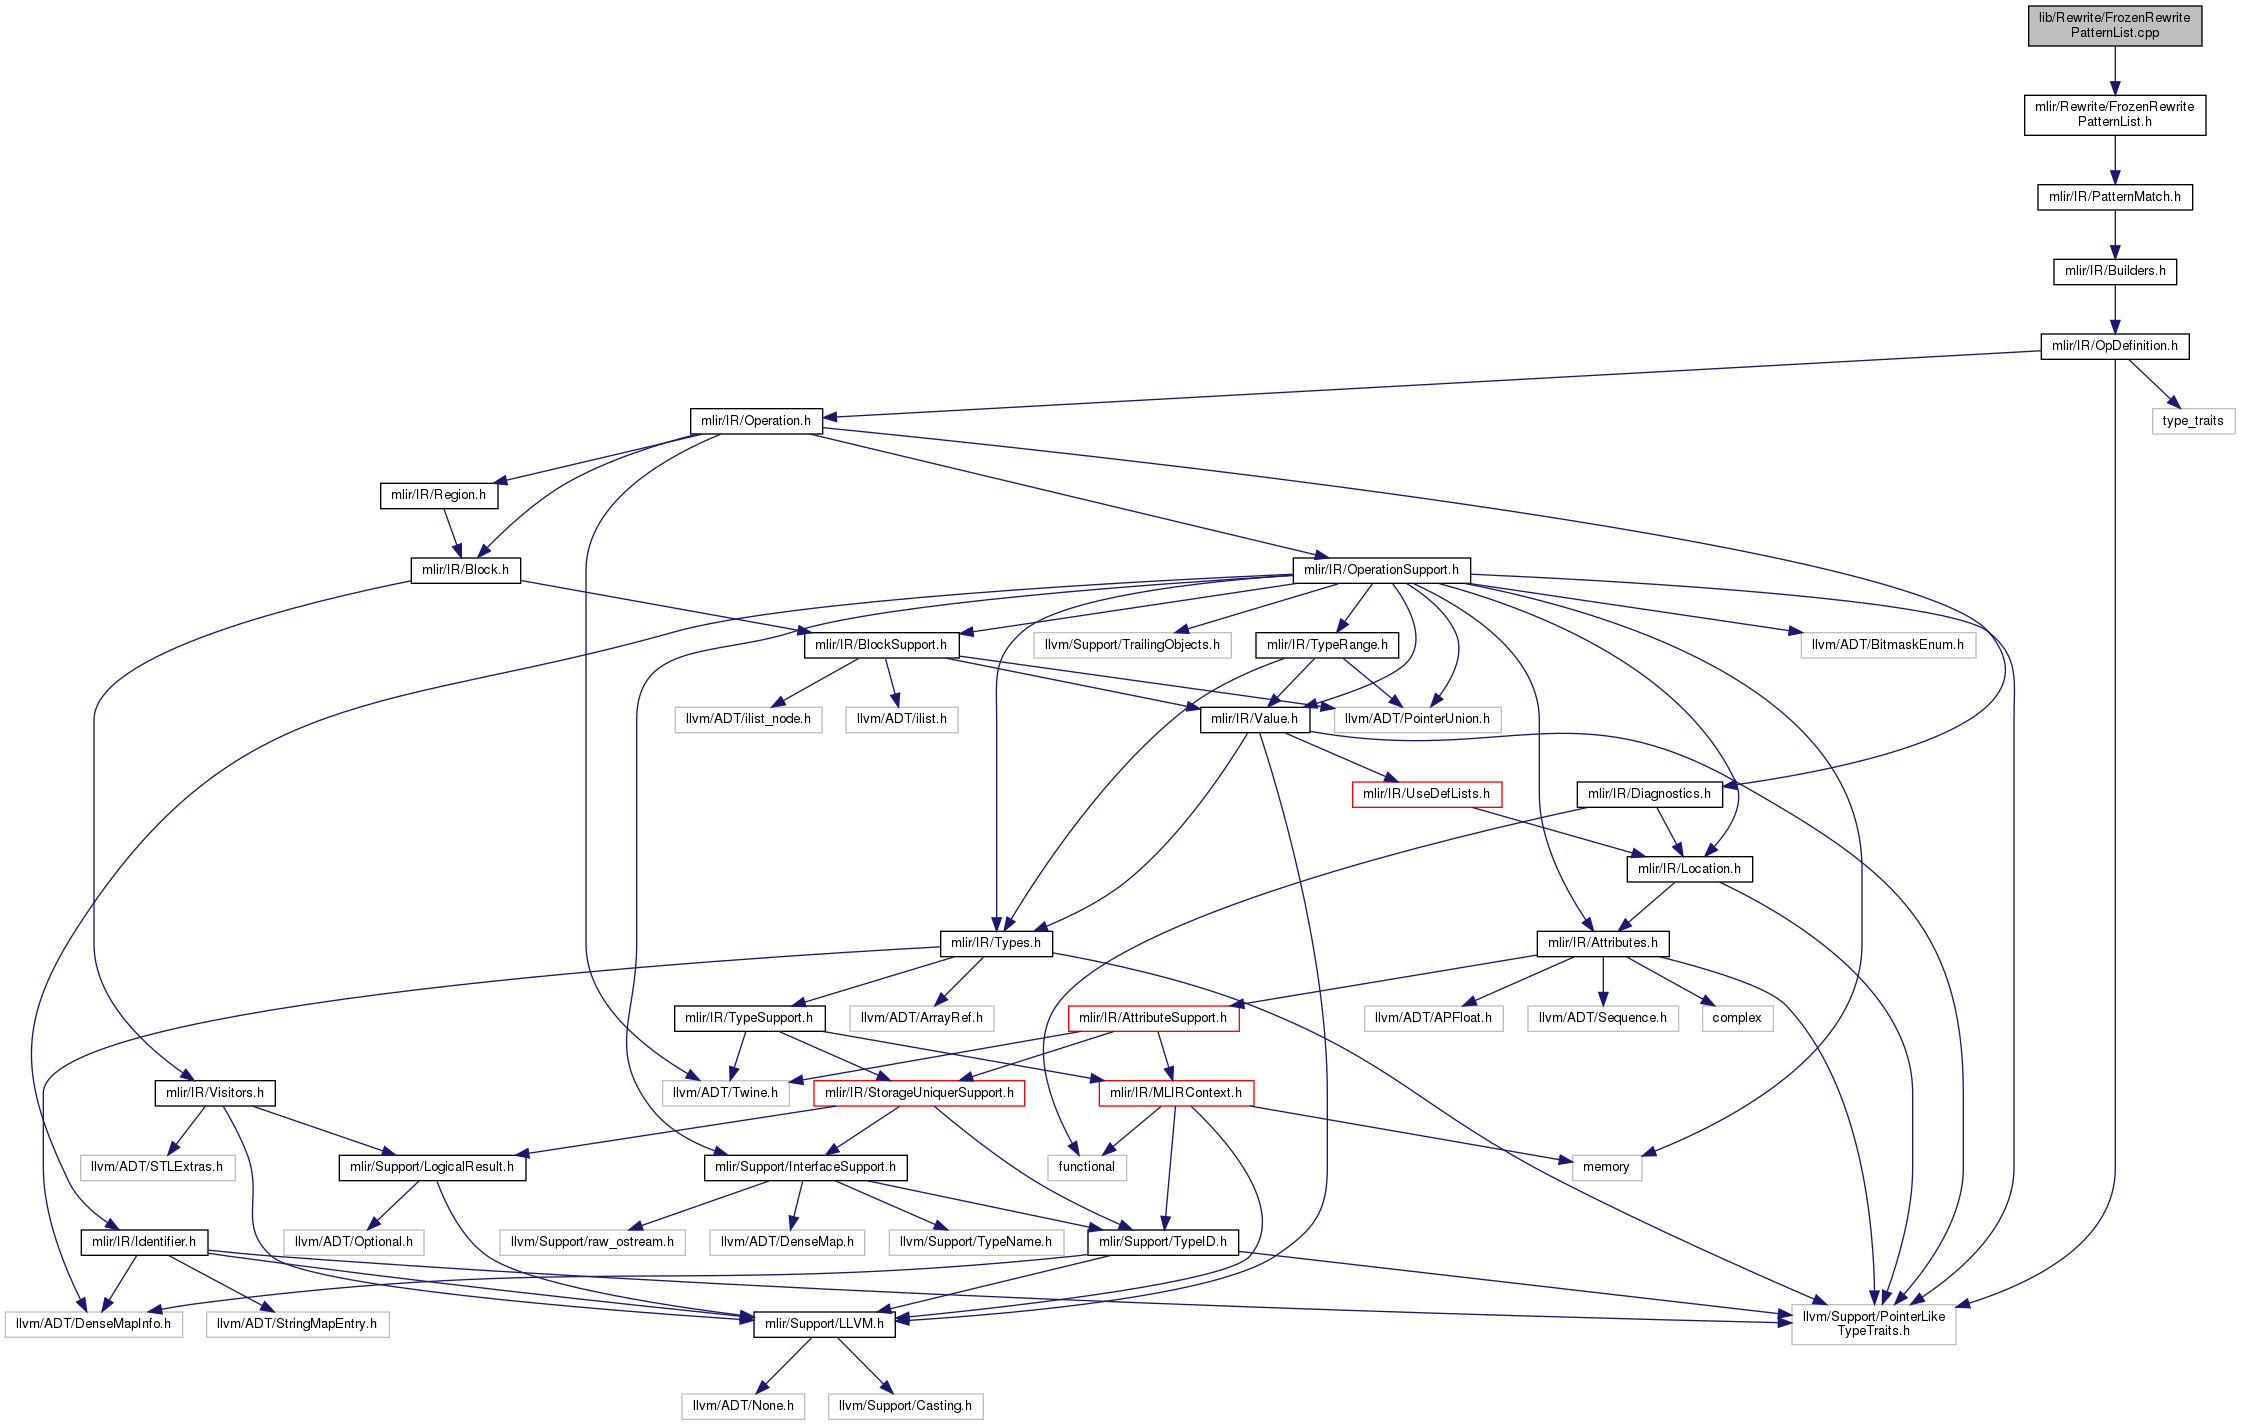 lib/Rewrite/FrozenRewrite
PatternList.cpp
mlir/Rewrite/FrozenRewrite
PatternList.h
mlir/IR/PatternMatch.h
mlir/IR/Builders.h
mlir/IR/OpDefinition.h
mlir/IR/Operation.h
type_traits
mlir/IR/Region.h
mlir/IR/Block.h
mlir/IR/OperationSupport.h
mlir/IR/BlockSupport.h
llvm/Support/TrailingObjects.h
mlir/IR/TypeRange.h
llvm/ADT/BitmaskEnum.h
llvm/ADT/ilist_node.h
llvm/ADT/ilist.h
mlir/IR/Value.h
llvm/ADT/PointerUnion.h
mlir/IR/UseDefLists.h
mlir/IR/Diagnostics.h
mlir/IR/Location.h
mlir/IR/Types.h
mlir/IR/Attributes.h
mlir/IR/TypeSupport.h
llvm/ADT/ArrayRef.h
mlir/IR/AttributeSupport.h
llvm/ADT/APFloat.h
llvm/ADT/Sequence.h
complex
mlir/IR/Visitors.h
llvm/ADT/Twine.h
mlir/IR/StorageUniquerSupport.h
mlir/IR/MLIRContext.h
llvm/ADT/STLExtras.h
mlir/Support/LogicalResult.h
mlir/Support/InterfaceSupport.h
functional
memory
mlir/IR/Identifier.h
llvm/ADT/Optional.h
llvm/Support/raw_ostream.h
llvm/ADT/DenseMap.h
llvm/Support/TypeName.h
mlir/Support/TypeID.h
llvm/ADT/DenseMapInfo.h
llvm/ADT/StringMapEntry.h
mlir/Support/LLVM.h
llvm/Support/PointerLike
TypeTraits.h
llvm/ADT/None.h
llvm/Support/Casting.h